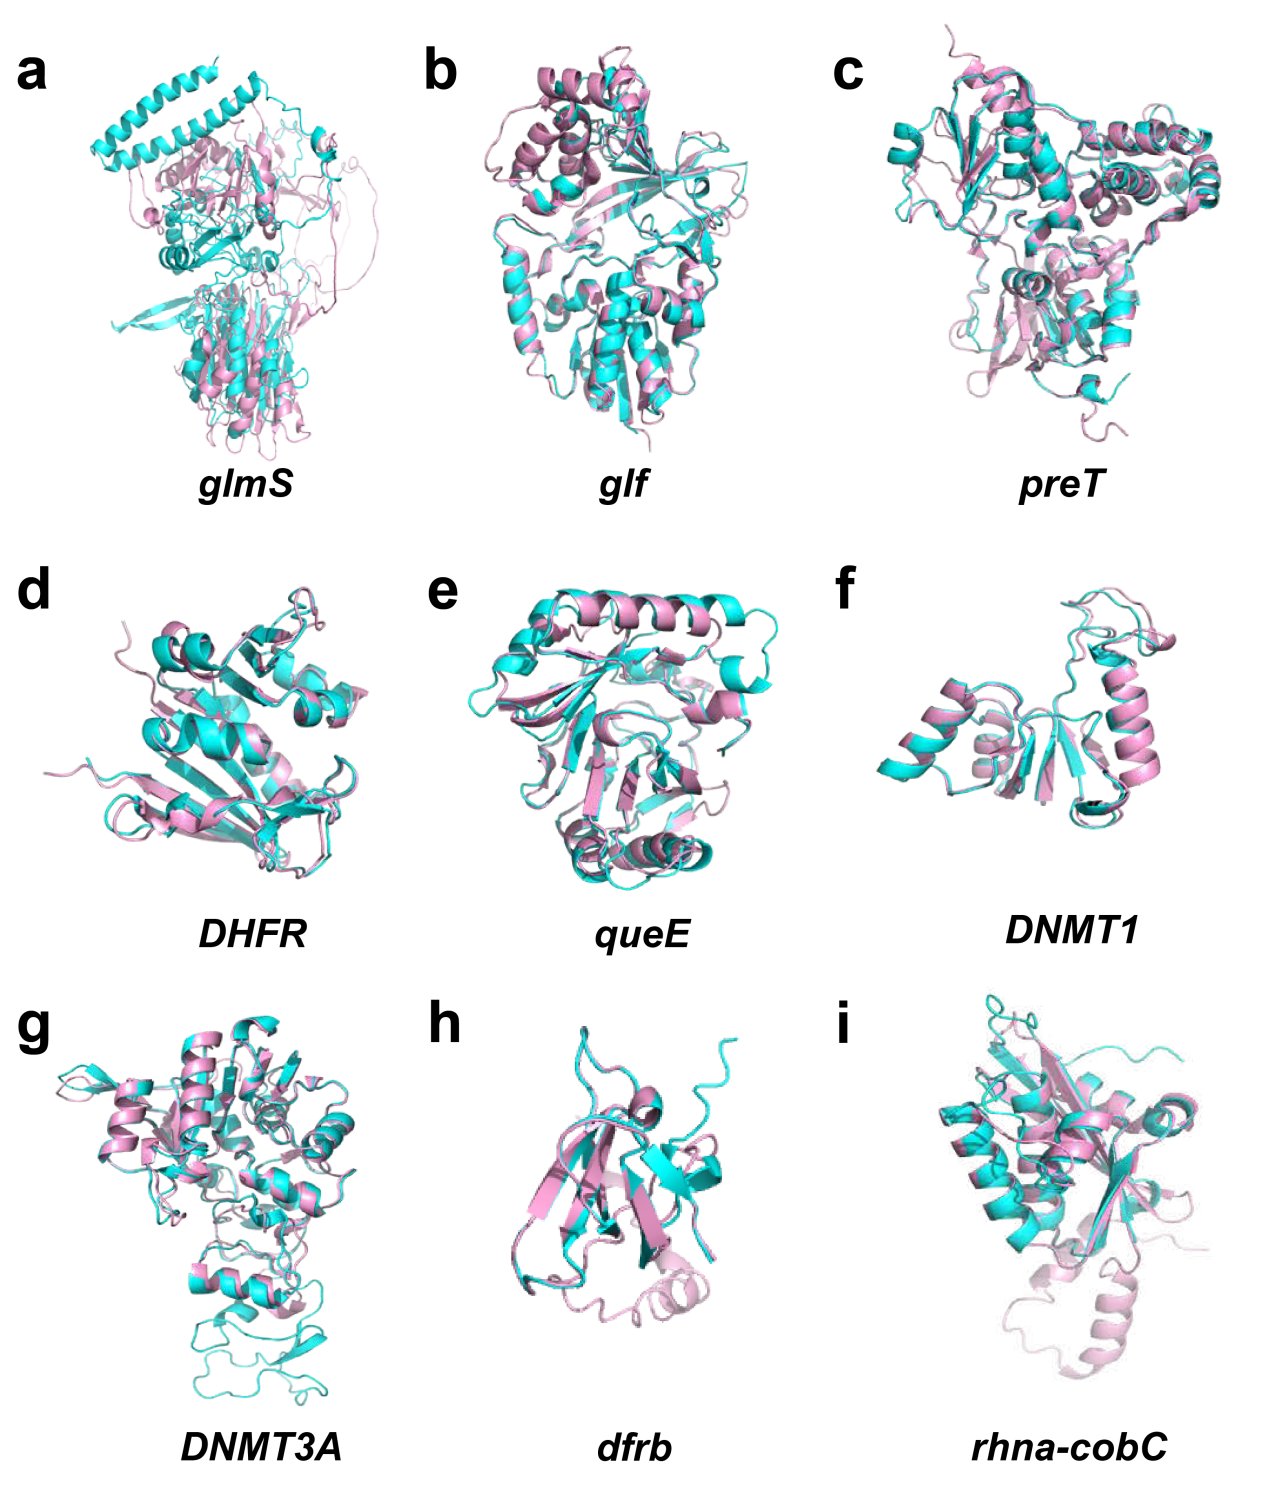 a b c
glmS glf preT
d e f
DHFR queE DNMT1
g h i
DNMT3A dfrb rhna-cobC